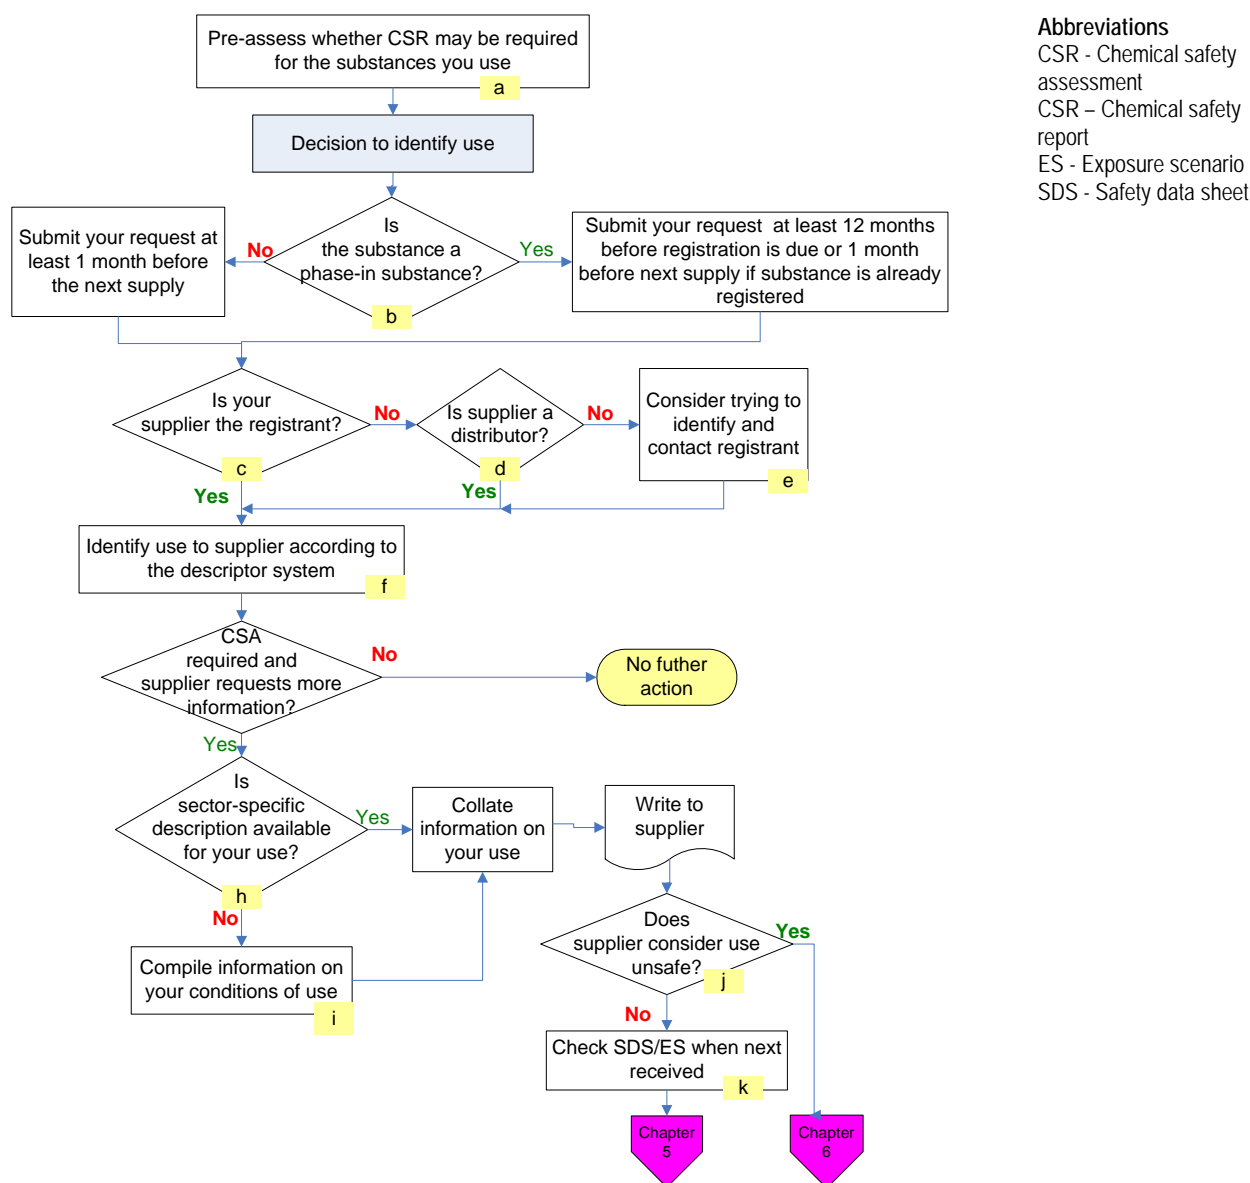 Pre-assess whether CSR may be required
for the substances you use
a
Abbreviations
CSR - Chemical safety
assessment
CSR – Chemical safety
report
ES - Exposure scenario
SDS - Safety data sheet
Decision to identify use
Submit your request at
least 1 month before
the next supply
No
Is
the substance a
phase-in substance?
b
Yes
Submit your request at least 12 months
before registration is due or 1 month
before next supply if substance is already
registered
Is your
supplier the registrant?
c
No
Is supplier a
distributor?
d
No
Consider trying to
identify and
contact registrant
e
Yes
Yes
Identify use to supplier according to
the descriptor system
f
CSA
required and
supplier requests more
information?
No
No futher
action
Yes
Is
sector-specific
description available
for your use?
h
Yes
Collate
information on
your use
Write to
supplier
No
Compile information on
your conditions of use
i
Does
supplier consider use
unsafe?
j
Yes
No
Check SDS/ES when next
received
k
Chapter
5
Chapter
6